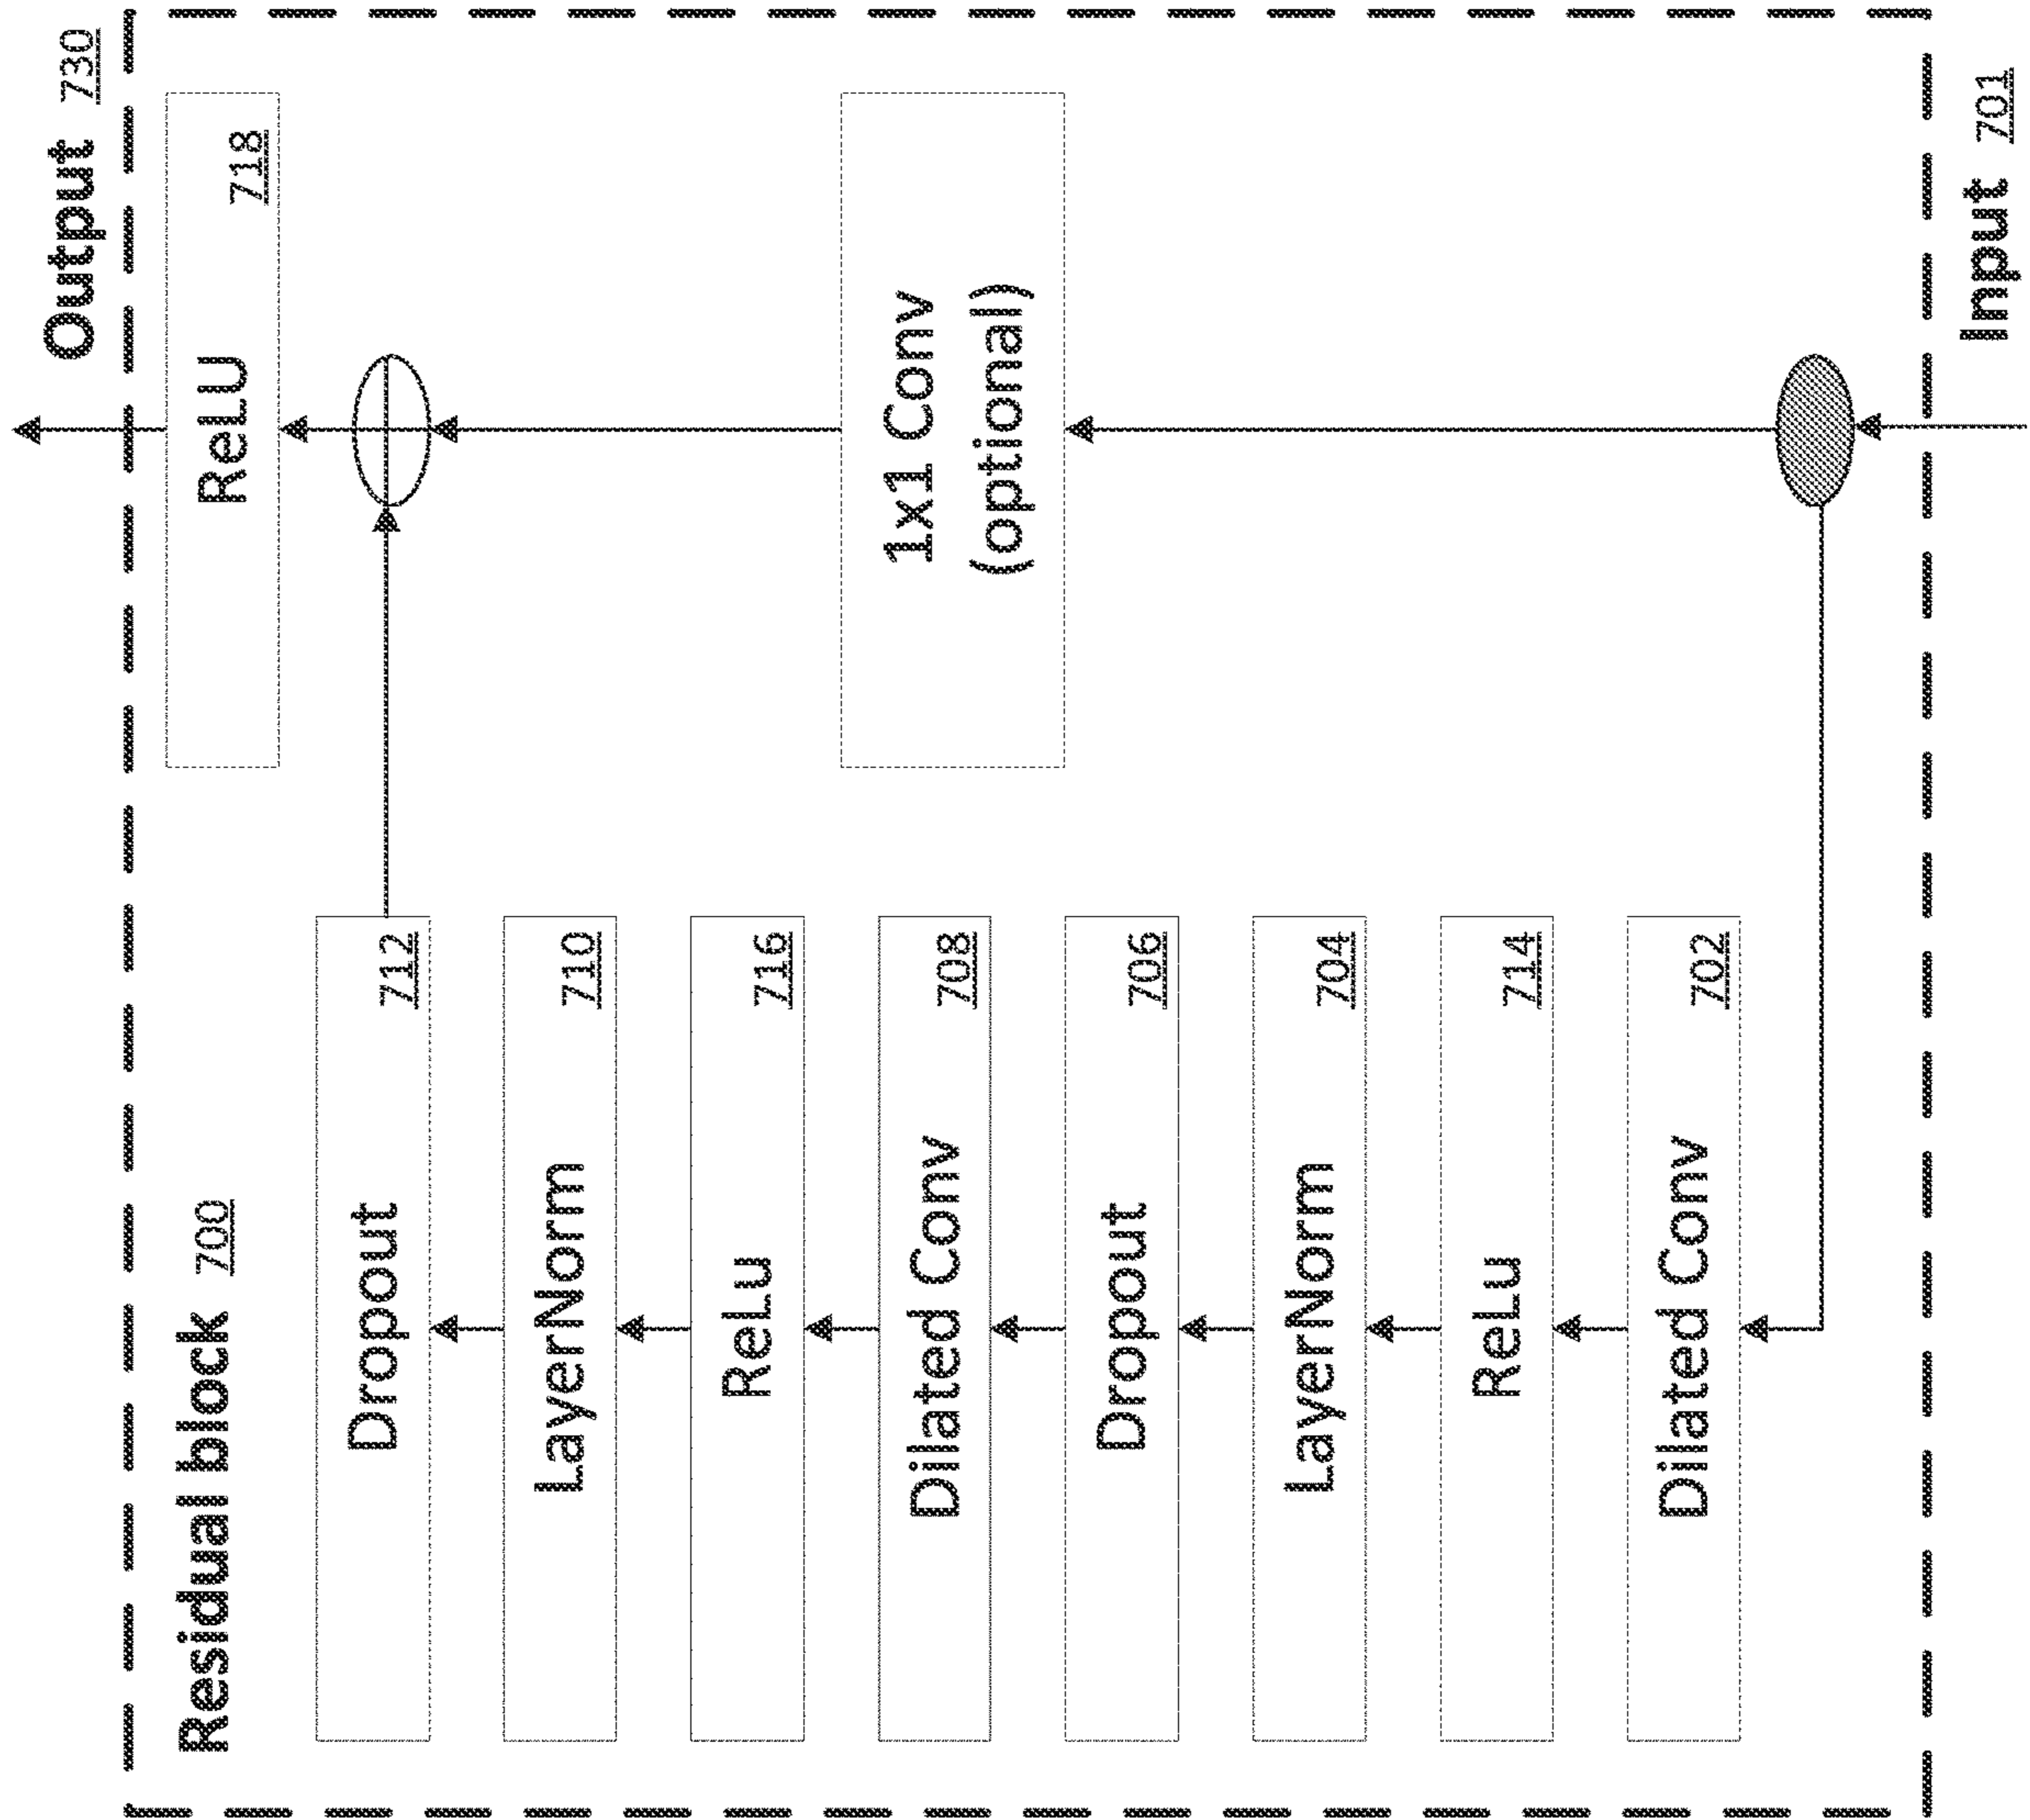 Output 730
Residual block 700
ReLU
718
Dropout
712
LayerNorm
710
ReLu
716
Dilated Conv
708
1x1 Conv
(optional)
Dropout
706
LayerNorm
704
ReLu
714
Dilated Conv
702
Input 701